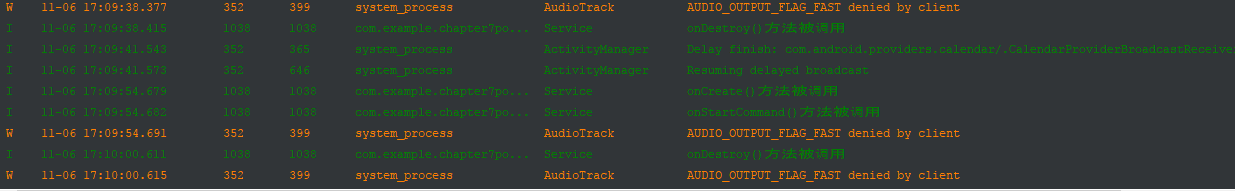 W 11-06 17:09:38.377 352 399 system_process AudioTrack AUDIO_OUTPUT_FLAG_FAST denied by client
I 11-06 17:09:38.415 1038 1038 com.example.chapter7po... Service onDestroy()方法被调用
I 11-06 17:09:41.543 352 365 system_process ActivityManager Delay finish: com.android.providers.calendar/.CalendarProviderBroadcastReceiver
I 11-06 17:09:41.573 352 646 system_process ActivityManager Resuming delayed broadcast
I 11-06 17:09:54.679 1038 1038 com.example.chapter7po... Service onCreate()方法被调用
I 11-06 17:09:54.682 1038 1038 com.example.chapter7po... Service onStartCommand()方法被调用
W 11-06 17:09:54.691 352 399 system_process AudioTrack AUDIO_OUTPUT_FLAG_FAST denied by client
I 11-06 17:10:00.611 1038 1038 com.example.chapter7po... Service onDestroy()方法被调用
W 11-06 17:10:00.615 352 399 system_process AudioTrack AUDIO_OUTPUT_FLAG_FAST denied by client